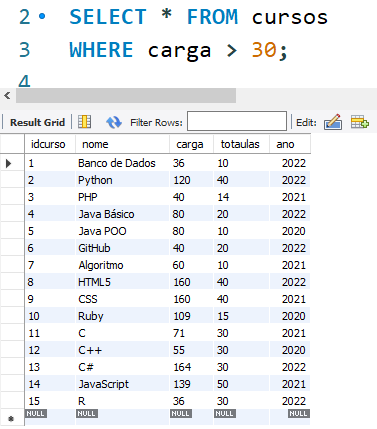 2 SELECT * FROM cursos
3 WHERE carga > 30;
4
Result Grid Filter Rows: Edit:
idcurso nome carga totaulas ano
1 Banco de Dados 36 10 2022
2 Python 120 40 2022
3 PHP 40 14 2021
4 Java Básico 80 20 2022
5 Java POO 80 10 2020
6 GitHub 40 20 2022
7 Algoritmo 60 10 2021
8 HTML5 160 40 2022
9 CSS 160 40 2021
10 Ruby 109 15 2020
11 C 71 30 2021
12 C++ 55 30 2020
13 C# 164 30 2022
14 JavaScript 139 50 2021
15 R 36 30 2022
NULL NULL NULL NULL NULL